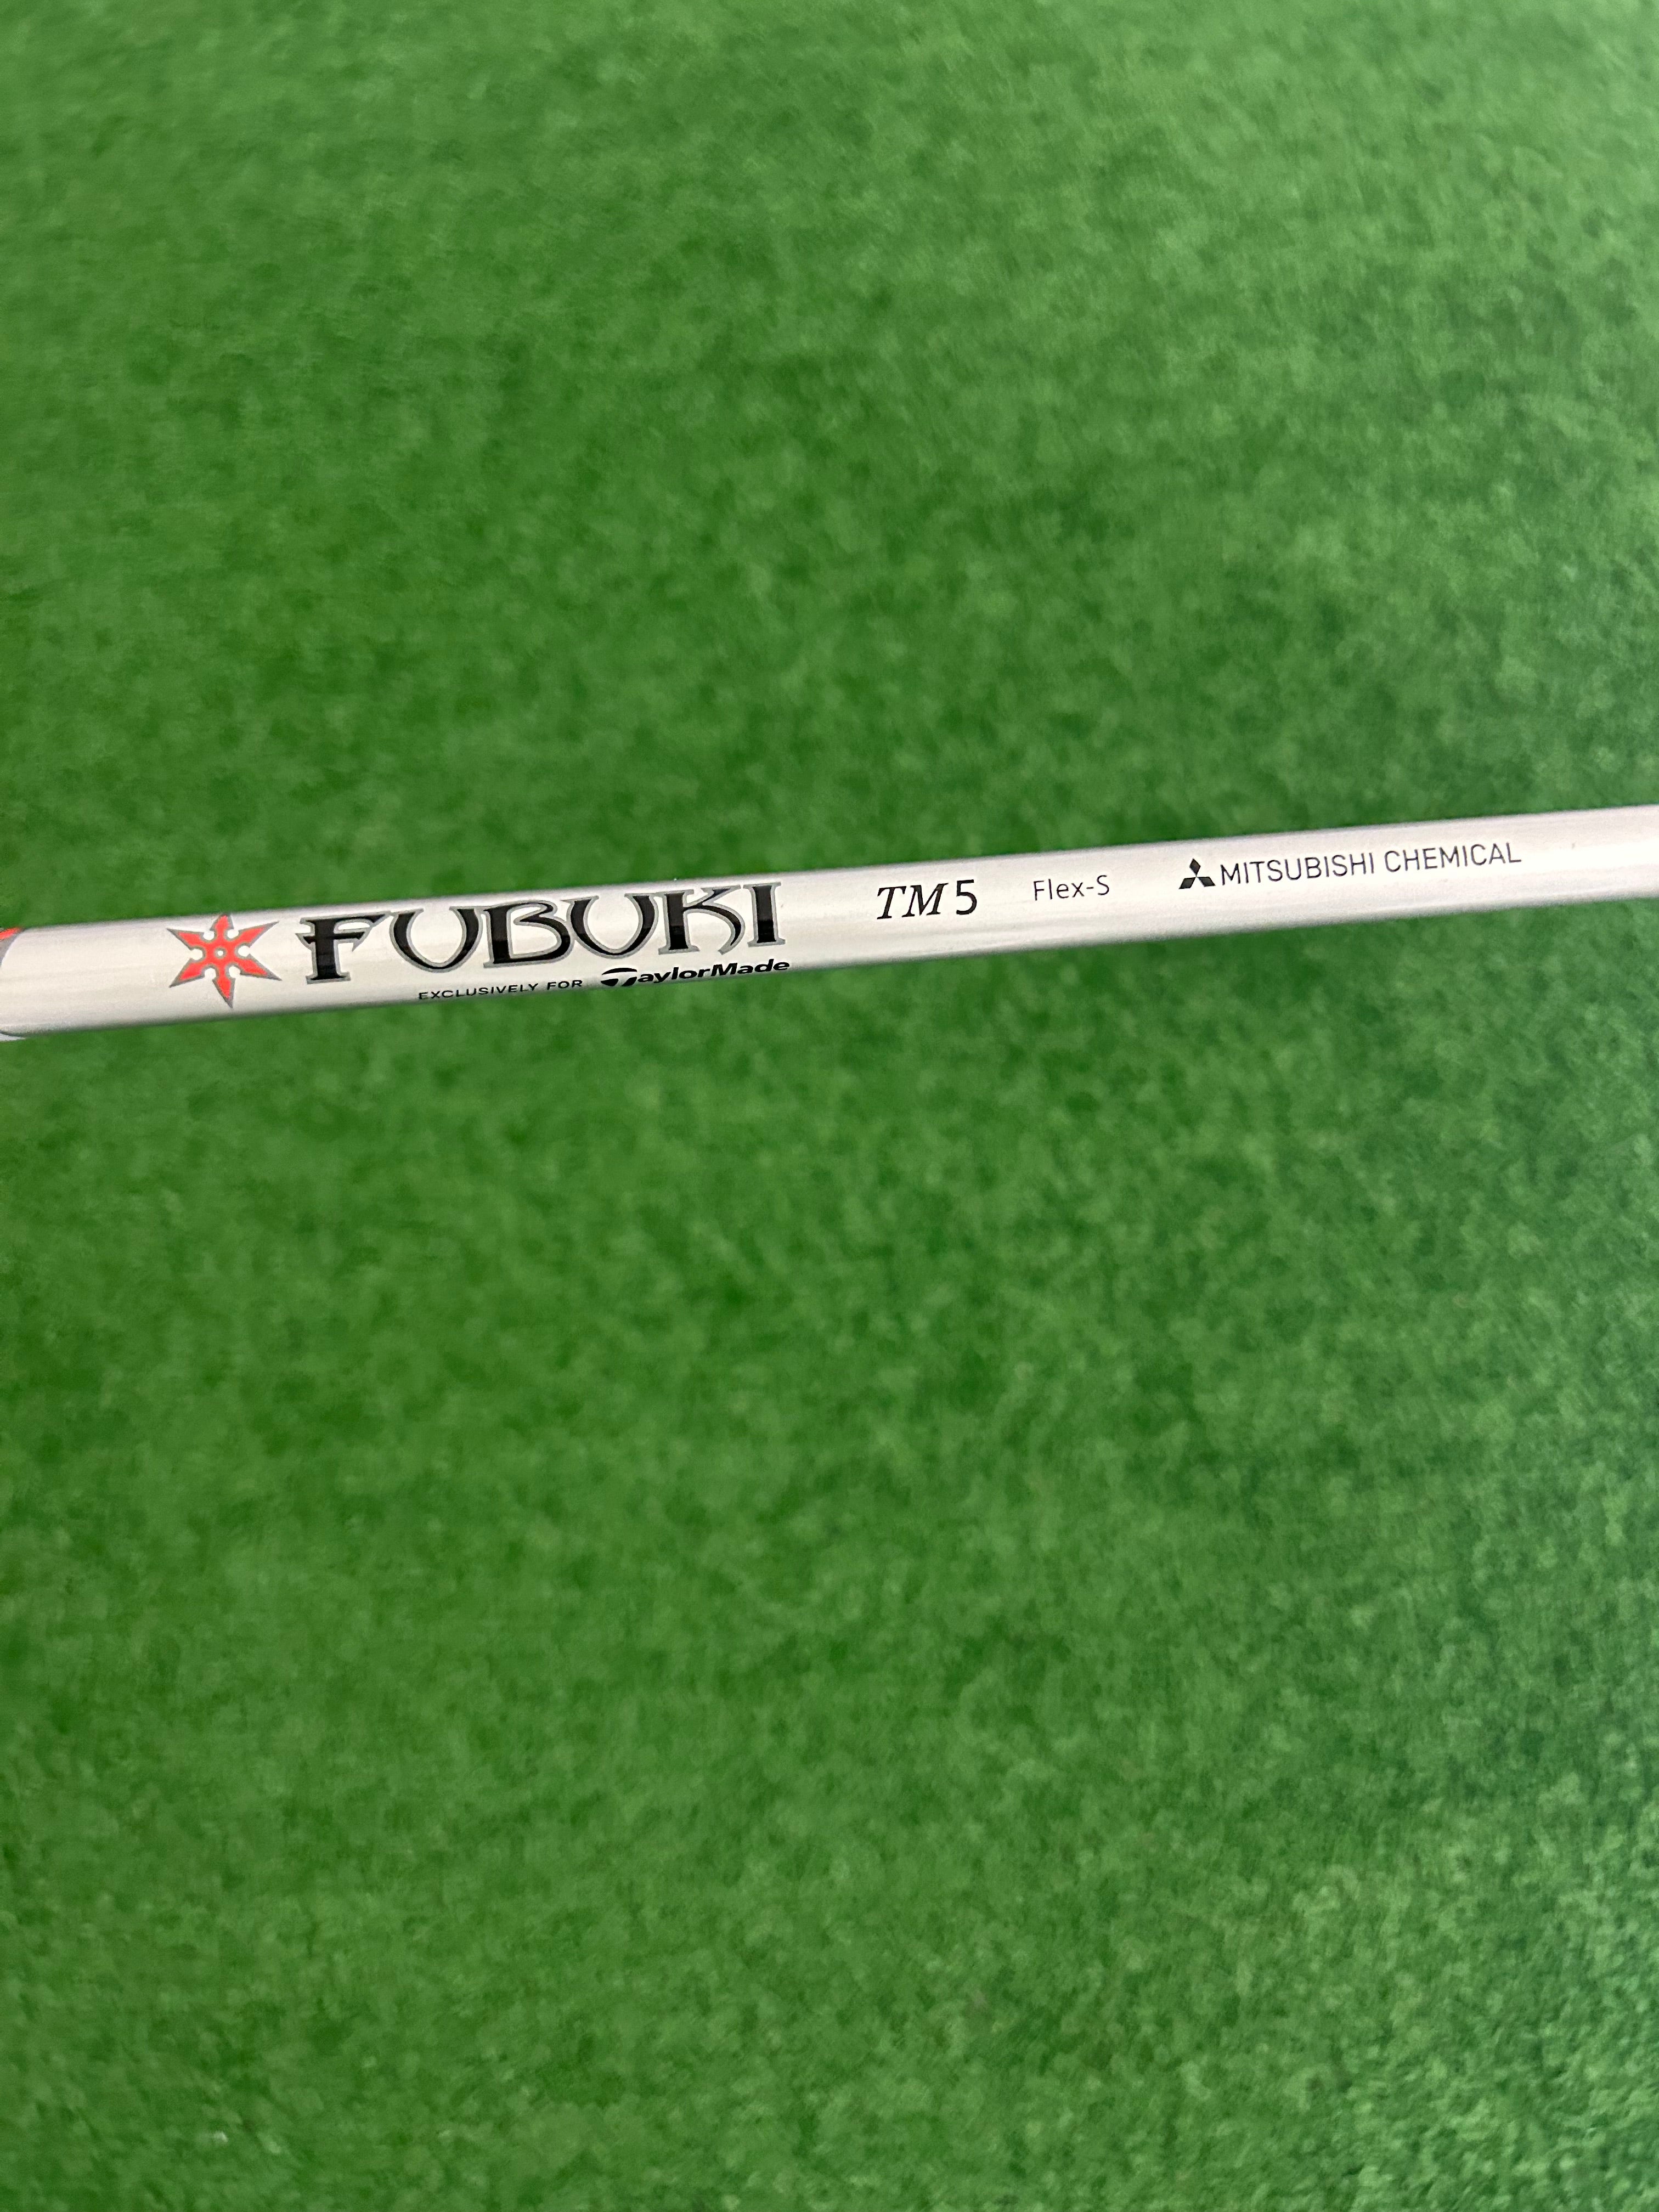 FUBUKI TM5 Flex-S MITSUBISHI CHEMICAL
EXCLUSIVELY FOR TaylorMade